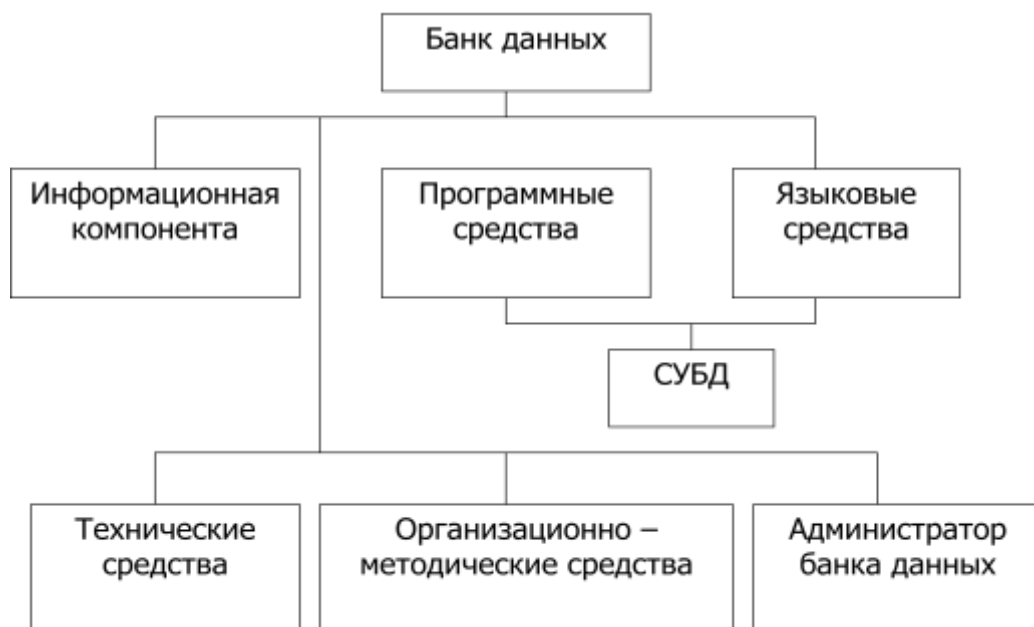 Банк данных
Информационная
компонента
Программные
средства
Языковые
средства
СУБД
Технические
средства
Организационно –
методические средства
Администратор
банка данных